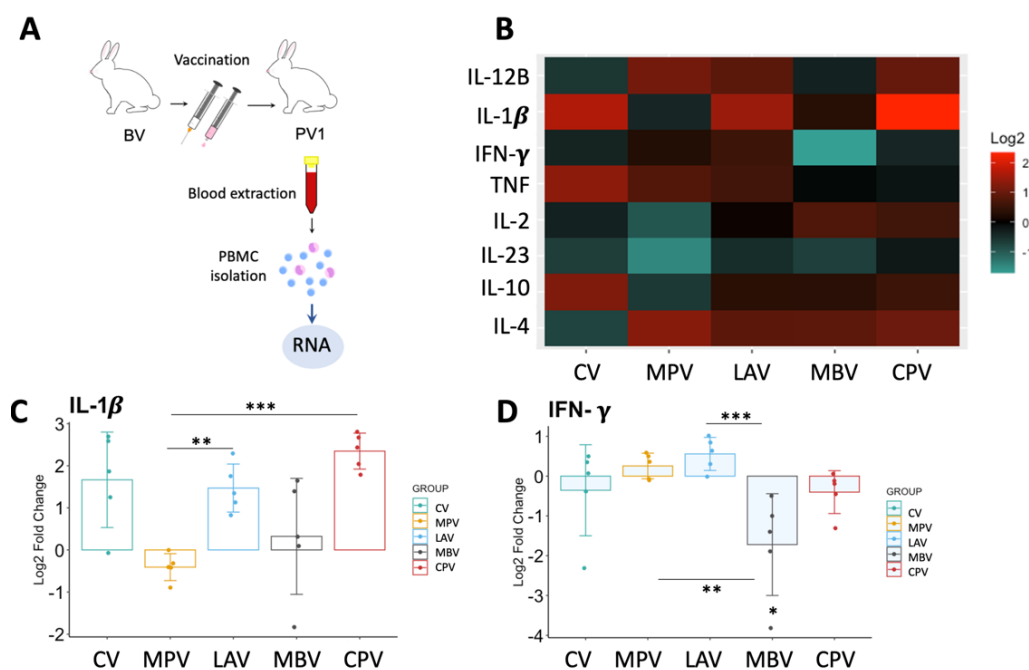 A
Vaccination
BV
PV1
Blood extraction
PBMC
isolation
RNA
B
IL-12B
IL-1β
IFN-γ
TNF
IL-2
IL-23
IL-10
IL-4
CV MPV LAV MBV CPV
Log2
2
1
0
-1
C IL-1β
***
**
Log2 Fold Change
3
2
1
0
-1
-2
CV MPV LAV MBV CPV
GROUP
CV
MPV
LAV
MBV
CPV
D IFN- γ
***
**
*
Log2 Fold Change
1
0
-1
-2
-3
-4
CV MPV LAV MBV CPV
GROUP
CV
MPV
LAV
MBV
CPV